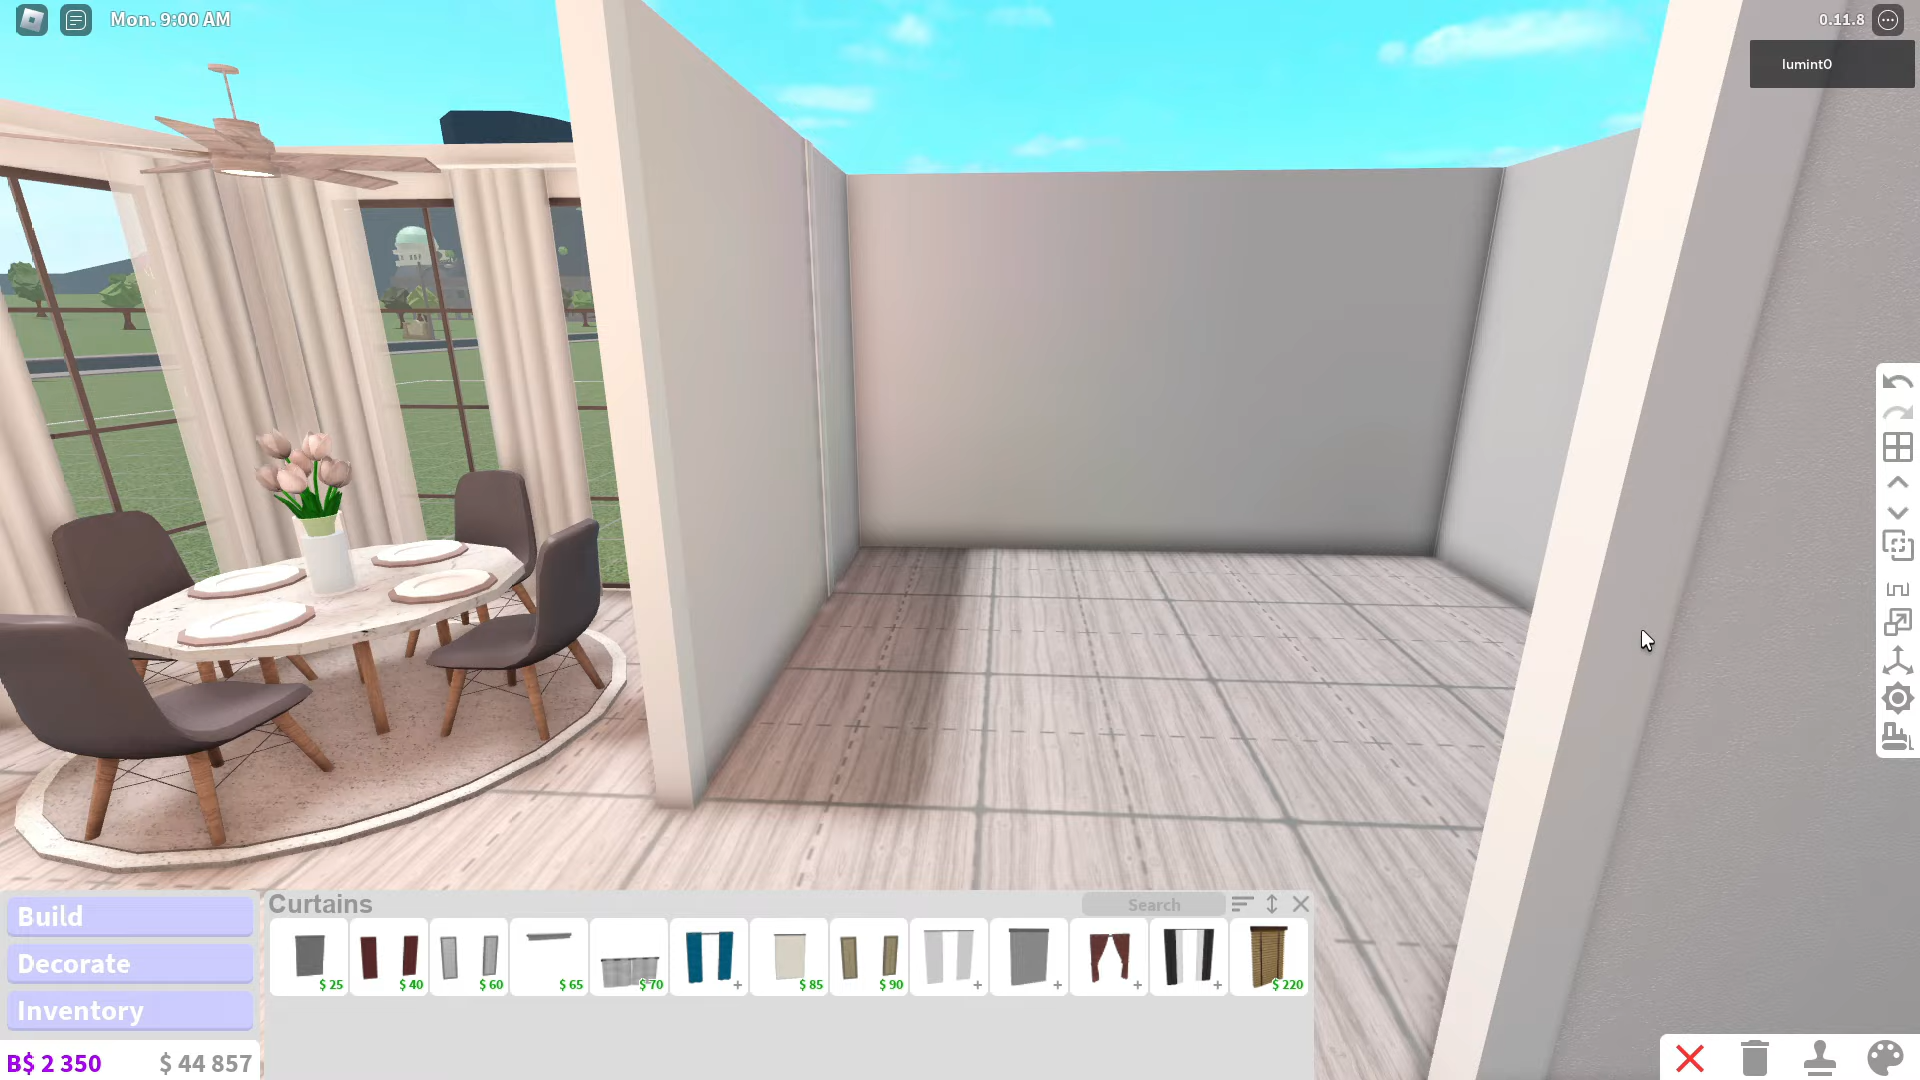 Mon. 9:00 AM
0.11.8
lumint0
Curtains
Search
$ 25
$ 40
$ 60
$ 65
$ 70
+
$ 85
$ 90
+
+
+
+
$ 220
Build
Decorate
Inventory
B$ 2 350
$ 44 857